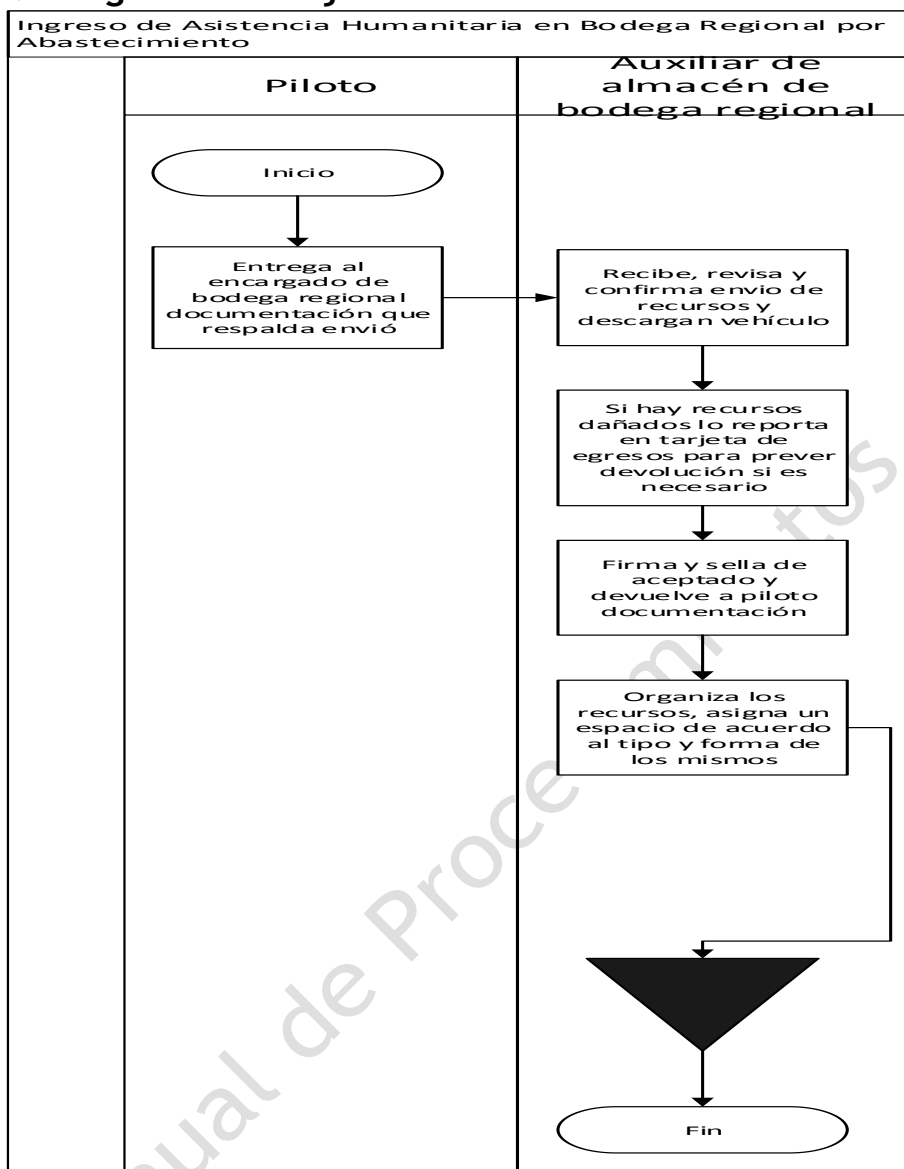 Ingreso de Asistencia Humanitaria en Bodega Regional por
Abastecimiento
Piloto
Auxiliar de
almacén de
bodega regional
Inicio
Entrega al
encargado de
bodega regional
documentación que
respalda envió
Recibe, revisa y
confirma envio de
recursos y
descargan vehículo
Si hay recursos
dañados lo reporta
en tarjeta de
egresos para prever
devolución si es
necesario
Firma y sella de
aceptado y
devuelve a piloto
documentación
Organiza los
recursos, asigna un
espacio de acuerdo
al tipo y forma de
los mismos
Fin